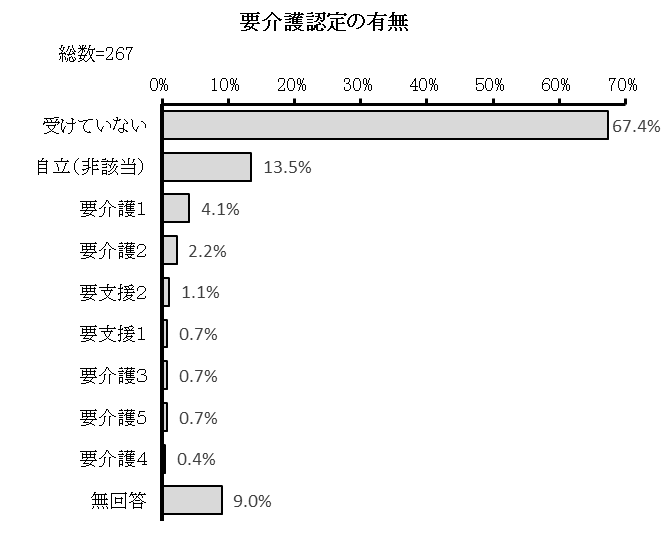 要介護認定の有無
総数=267
0% 10% 20% 30% 40% 50% 60% 70%
受けていない 67.4%
自立(非該当) 13.5%
要介護1 4.1%
要介護2 2.2%
要支援2 1.1%
要支援1 0.7%
要介護3 0.7%
要介護5 0.7%
要介護4 0.4%
無回答 9.0%